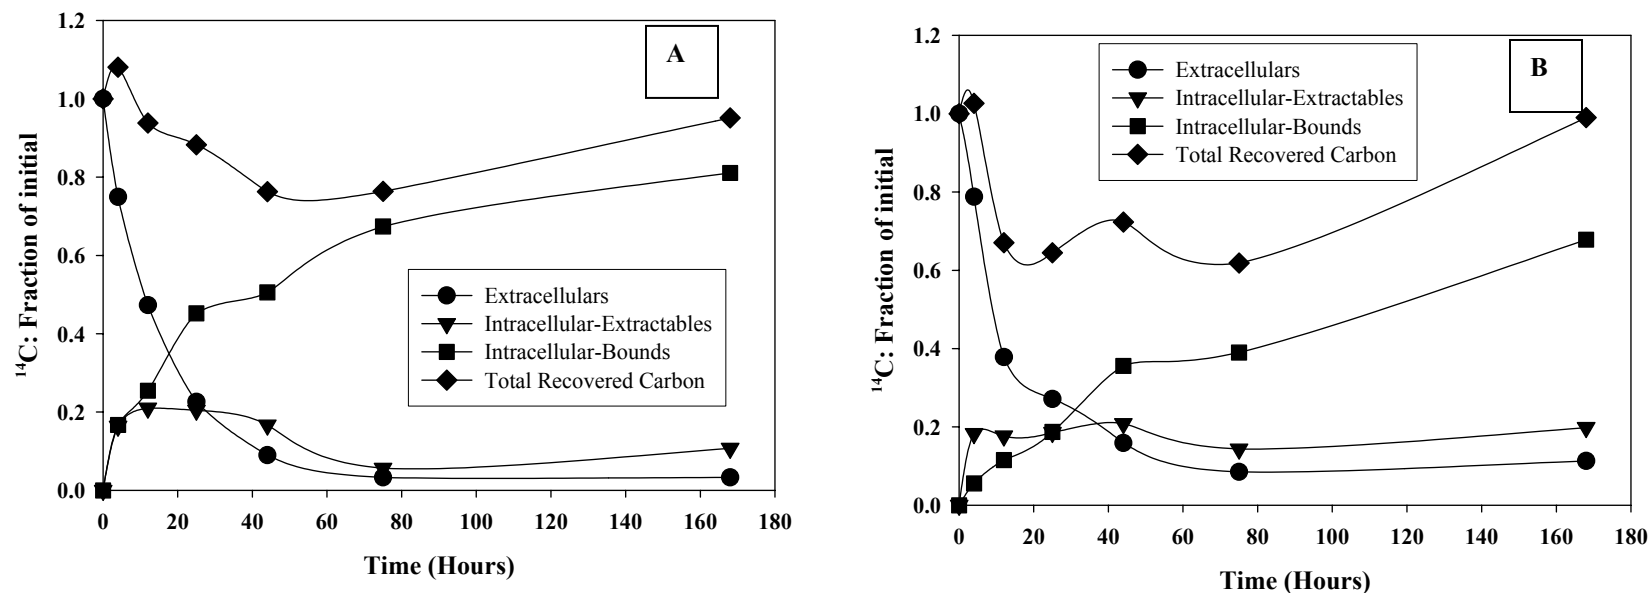 A
¹⁴C: Fraction of initial
1.2
1.0
0.8
0.6
0.4
0.2
0.0
Extracellulars
Intracellular-Extractables
Intracellular-Bounds
Total Recovered Carbon
0 20 40 60 80 100 120 140 160 180
Time (Hours)
B
¹⁴C: Fraction of initial
1.2
1.0
0.8
0.6
0.4
0.2
0.0
Extracellulars
Intracellular-Extractables
Intracellular-Bounds
Total Recovered Carbon
0 20 40 60 80 100 120 140 160 180
Time (Hours)